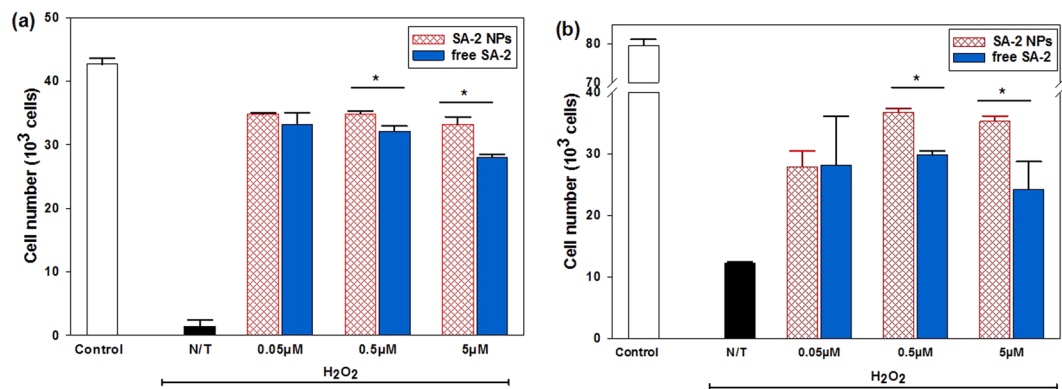 (a)
SA-2 NPs
free SA-2
Cell number (10³ cells)
50
40
30
20
10
0
*
*
Control
N/T
0.05µM
0.5µM
5µM
H₂O₂
(b)
SA-2 NPs
free SA-2
Cell number (10³ cells)
80
70
40
30
20
10
0
*
*
Control
N/T
0.05µM
0.5µM
5µM
H₂O₂